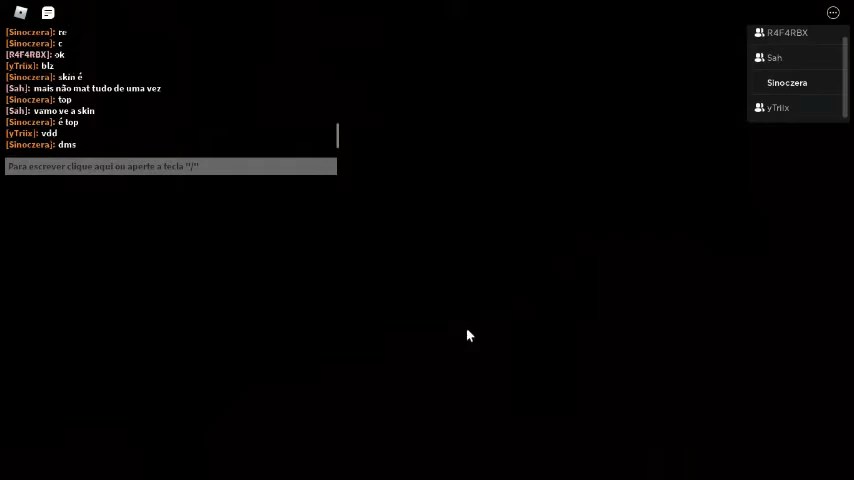 [Sinoczera]: re
[Sinoczera]: c
[R4F4RBX]: ok
[yTriix]: blz
[Sinoczera]: skin é
[Sah]: mais não mat tudo de uma vez
[Sinoczera]: top
[Sah]: vamo ve a skin
[Sinoczera]: é top
[yTriix]: vdd
[Sinoczera]: dms
Para escrever clique aqui ou aperte a tecla "/"
R4F4RBX
Sah
Sinoczera
yTriix